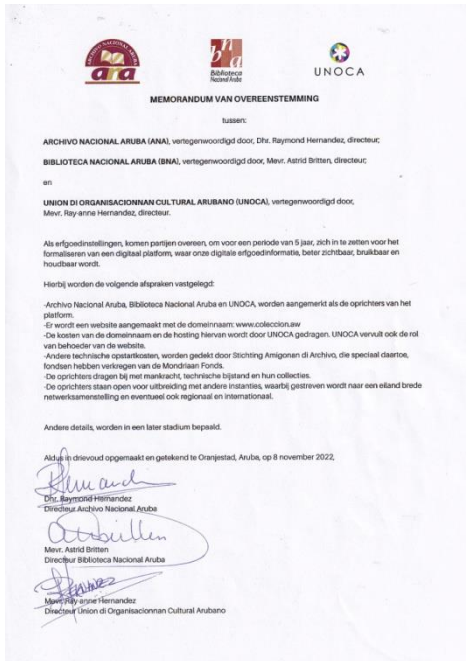 ARCHIVO NACIONAL ARUBA
ara
bna
Biblioteca
Nacional Aruba
UNOCA
MEMORANDUM VAN OVEREENSTEMMING
tussen:
ARCHIVO NACIONAL ARUBA (ANA), vertegenwoordigd door, Dhr. Raymond Hernandez, directeur;
BIBLIOTECA NACIONAL ARUBA (BNA), vertegenwoordigd door, Mevr. Astrid Britten, directeur;
en
UNION DI ORGANISACIONNAN CULTURAL ARUBANO (UNOCA), vertegenwoordigd door,
Mevr. Ray-anne Hernandez, directeur.
Als erfgoedinstellingen, komen partijen overeen, om voor een periode van 5 jaar, zich in te zetten voor het
formaliseren van een digitaal platform, waar onze digitale erfgoedinformatie, beter zichtbaar, bruikbaar en
houdbaar wordt.
Hierbij worden de volgende afspraken vastgelegd:
-Archivo Nacional Aruba, Biblioteca Nacional Aruba en UNOCA, worden aangemerkt als de oprichters van het
platform.
-Er wordt een website aangemaakt met de domeinnaam: www.coleccion.aw
-De kosten van de domeinnaam en de hosting hiervan wordt door UNOCA gedragen. UNOCA vervult ook de rol
van behoeder van de website.
-Andere technische opstartkosten, worden gedekt door Stichting Amigonan di Archivo, die speciaal daartoe,
fondsen hebben verkregen van de Mondriaan Fonds.
-De oprichters dragen bij met mankracht, technische bijstand en hun collecties.
-De oprichters staan open voor uitbreiding met andere instanties, waarbij gestreven wordt naar een eiland brede
netwerksamenstelling en eventueel ook regionaal en internationaal.
Andere details, worden in een later stadium bepaald.
Aldus in drievoud opgemaakt en getekend te Oranjestad, Aruba, op 8 november 2022,
Dhr. Raymond Hernandez
Directeur Archivo Nacional Aruba
Mevr. Astrid Britten
Directeur Biblioteca Nacional Aruba
Mevr. Ray-anne Hernandez
Directeur Union di Organisacionnan Cultural Arubano